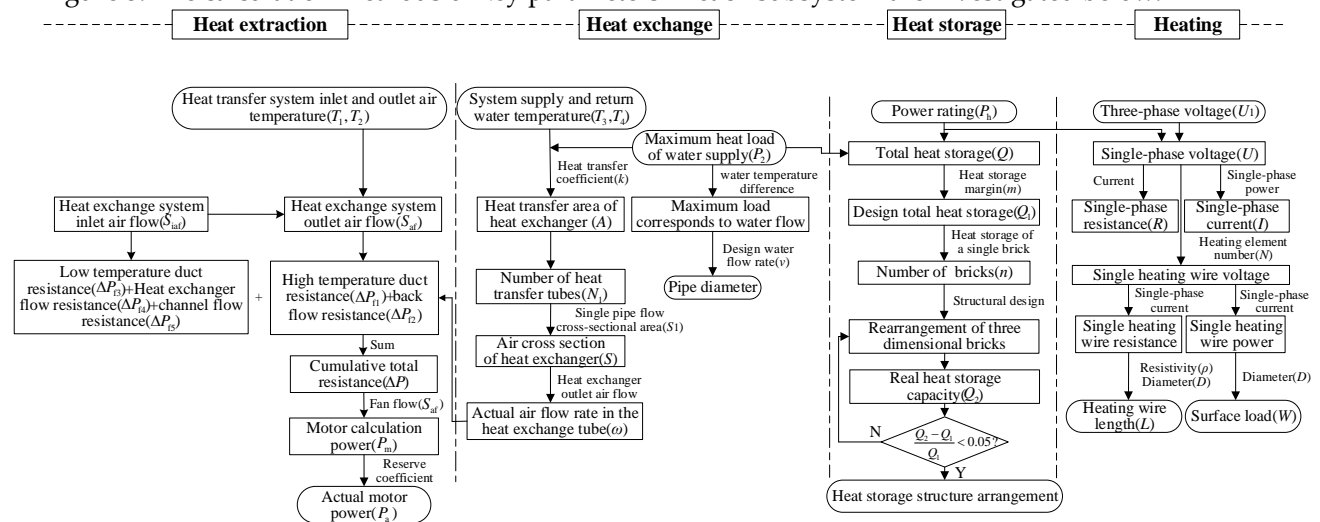 Heat extraction
Heat exchange
Heat storage
Heating
Heat transfer system inlet and outlet air
temperature(T1,T2)
Heat exchange system
inlet air flow(Siaf)
Heat exchange system
outlet air flow(Saf)
Low temperature duct
resistance(ΔPf3)+Heat exchanger
flow resistance(ΔPf4)+channel flow
resistance(ΔPf5)
+
High temperature duct
resistance(ΔPf1)+back
flow resistance(ΔPf2)
Sum
Cumulative total
resistance(ΔP)
Fan flow(Saf)
Motor calculation
power(Pm)
Reserve
coefficient
Actual motor
power(Pa)
System supply and return
water temperature(T3,T4)
Maximum heat load
of water supply(P2)
Heat transfer
coefficient(k)
water temperature
difference
Heat transfer area of
heat exchanger (A)
Maximum load
corresponds to water flow
Design water
flow rate(v)
Pipe diameter
Number of heat
transfer tubes(N1)
Single pipe flow
cross-sectional area(S1)
Air cross section
of heat exchanger(S)
Heat exchanger
outlet air flow
Actual air flow rate in the
heat exchange tube(ω)
Power rating(Ph)
Total heat storage(Q)
Heat storage
margin(m)
Design total heat storage(Q1)
Heat storage of
a single brick
Number of bricks(n)
Structural design
Rearrangement of three
dimensional bricks
Real heat storage
capacity(Q2)
N
(Q2 − Q1)/Q1 < 0.05?
Y
Heat storage structure arrangement
Three-phase voltage(U1)
Single-phase voltage(U)
Current
Single-phase
power
Single-phase
resistance(R)
Single-phase
current(I)
Heating element
number(N)
Single heating wire voltage
Single-phase
current
Single-phase
current
Single heating
wire resistance
Single heating
wire power
Resistivity(ρ)
Diameter(D)
Diameter(D)
Heating wire
length(L)
Surface load(W)